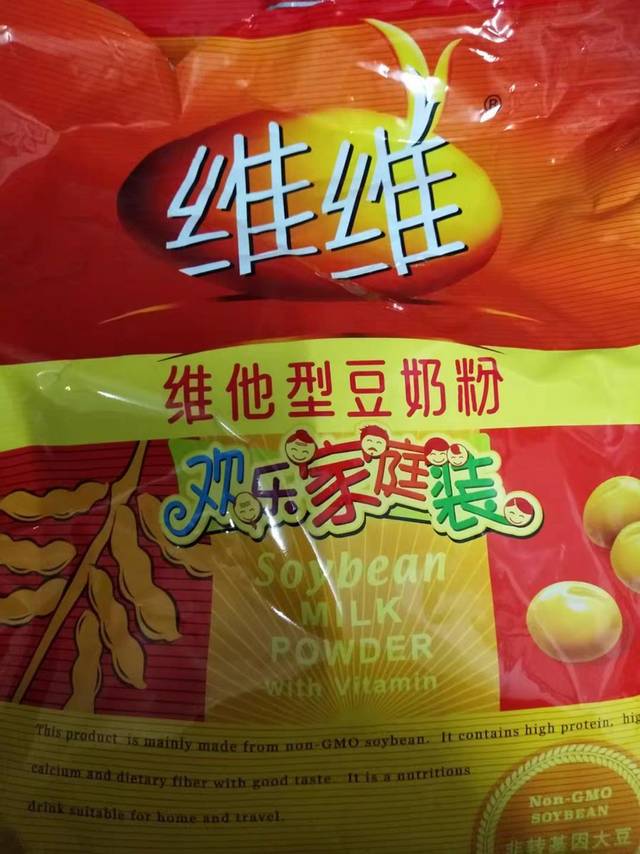 维维
®
维他型豆奶粉
欢乐家庭装
Soybean
MILK
POWDER
with Vitamin
This product is mainly made from non-GMO soybean. It contains high protein,
calcium and dietary fiber with good taste. It is a nutritious
drink suitable for home and travel.
Non-GMO
SOYBEAN
非转基因大豆